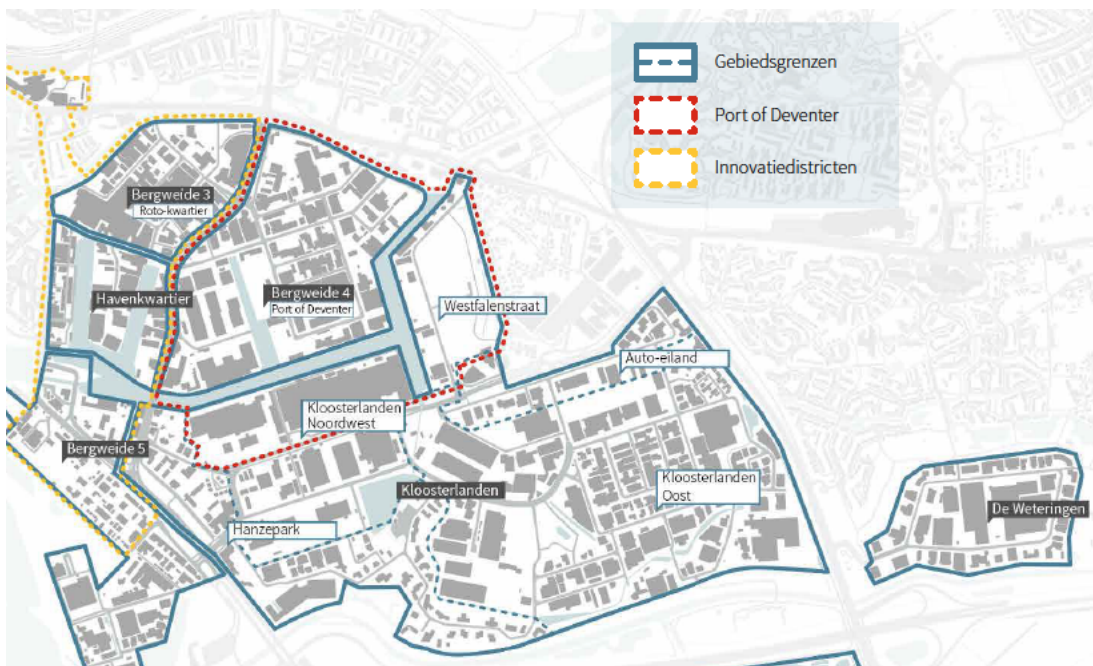 Gebiedsgrenzen
Port of Deventer
Innovatiedistricten
Bergweide 3
Roto-kwartier
Havenkwartier
Bergweide 4
Port of Deventer
Westfalenstraat
Auto-eiland
Kloosterlanden
Noordwest
Bergweide 5
Kloosterlanden
Kloosterlanden
Oost
De Weteringen
Hanzepark